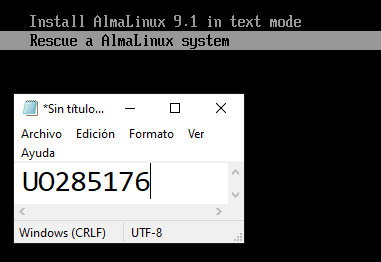 Install AlmaLinux 9.1 in text mode
Rescue a AlmaLinux system
*Sin título...
Archivo Edición Formato Ver
Ayuda
UO285176
Windows (CRLF) UTF-8